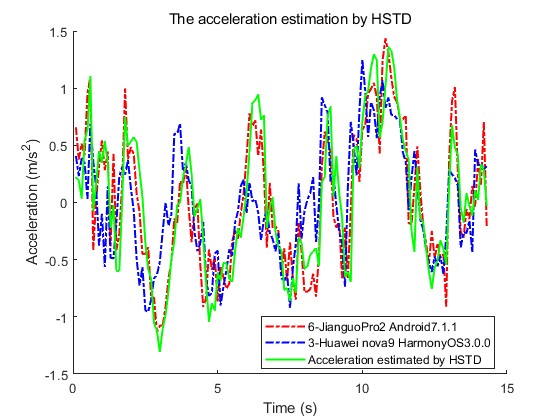 The acceleration estimation by HSTD
1.5
1
0.5
0
-0.5
-1
-1.5
Acceleration (m/s²)
6-JianguoPro2 Android7.1.1
3-Huawei nova9 HarmonyOS3.0.0
Acceleration estimated by HSTD
0 5 10 15
Time (s)